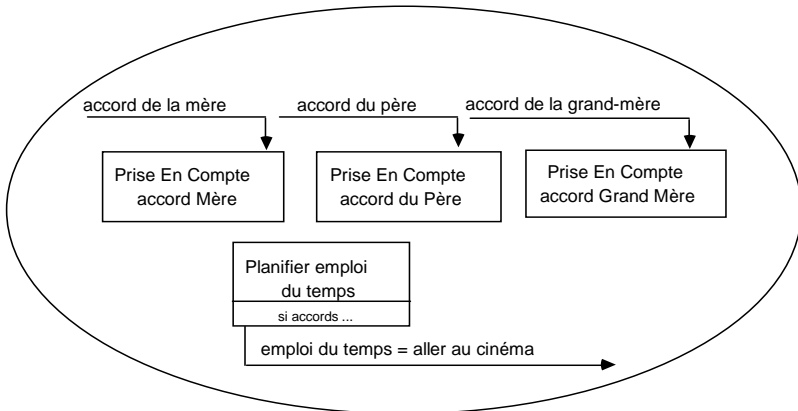 accord de la mère
accord du père
accord de la grand-mère
Prise En Compte
accord Mère
Prise En Compte
accord du Père
Prise En Compte
accord Grand Mère
Planifier emploi
du temps
si accords ...
emploi du temps = aller au cinéma